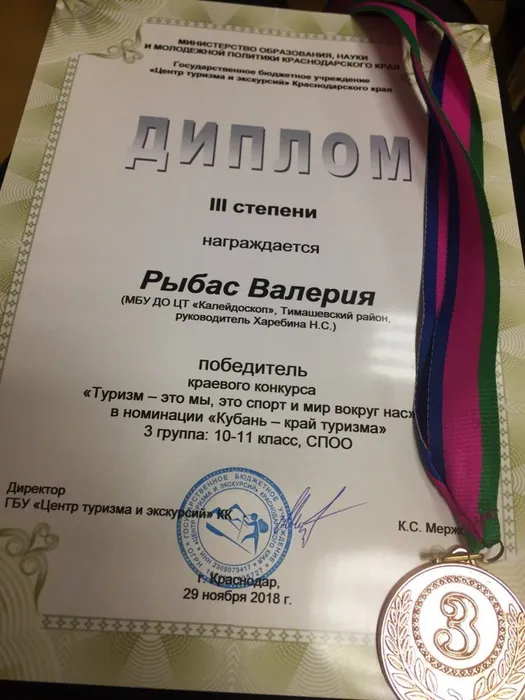 МИНИСТЕРСТВО ОБРАЗОВАНИЯ, НАУКИ
И МОЛОДЕЖНОЙ ПОЛИТИКИ КРАСНОДАРСКОГО КРАЯ
Государственное бюджетное учреждение
«Центр туризма и экскурсий» Краснодарского края
ДИПЛОМ
III степени
награждается
Рыбас Валерия
(МБУ ДО ЦТ «Калейдоскоп», Тимашевский район,
руководитель Харебина Н.С.)
победитель
краевого конкурса
«Туризм – это мы, это спорт и мир вокруг нас»
в номинации «Кубань – край туризма»
3 группа: 10-11 класс, СПОО
Директор
ГБУ «Центр туризма и экскурсий» КК
К.С.
г. Краснодар,
29 ноября 2018 г.
3